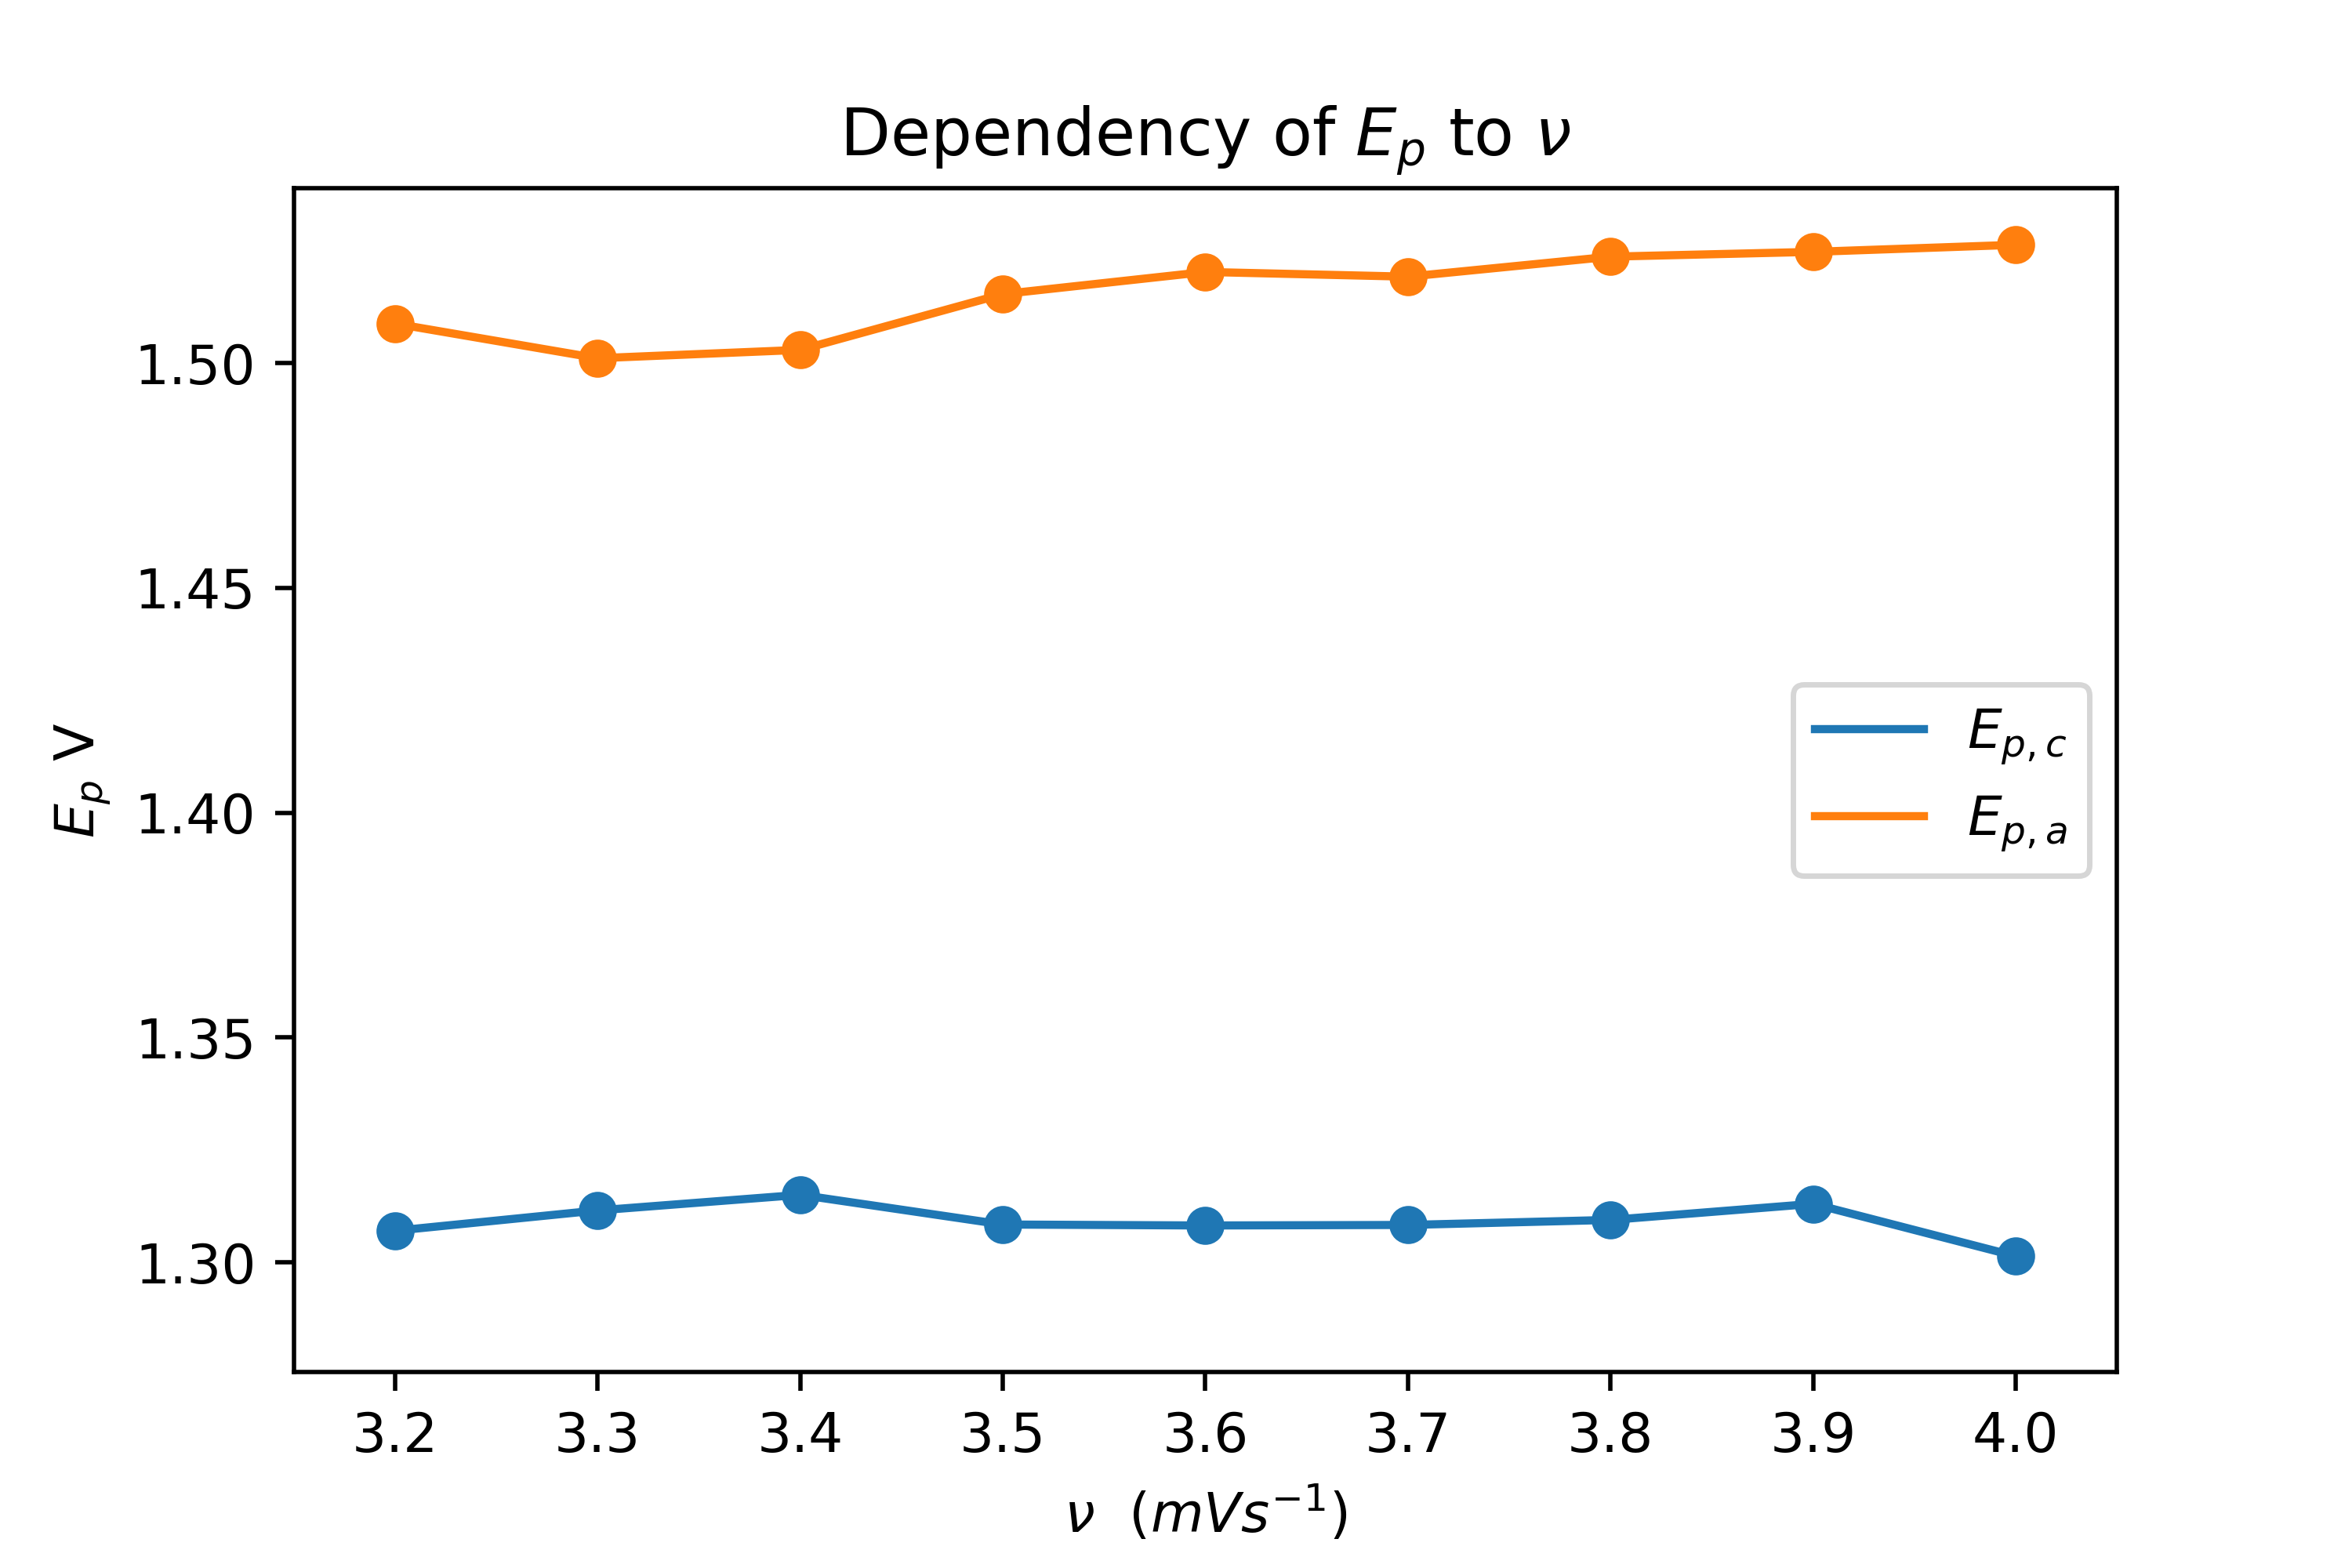 Dependency of E_p to ν
1.50
1.45
1.40
1.35
1.30
E_p V
E_{p,c}
E_{p,a}
3.2 3.3 3.4 3.5 3.6 3.7 3.8 3.9 4.0
ν (mVs⁻¹)